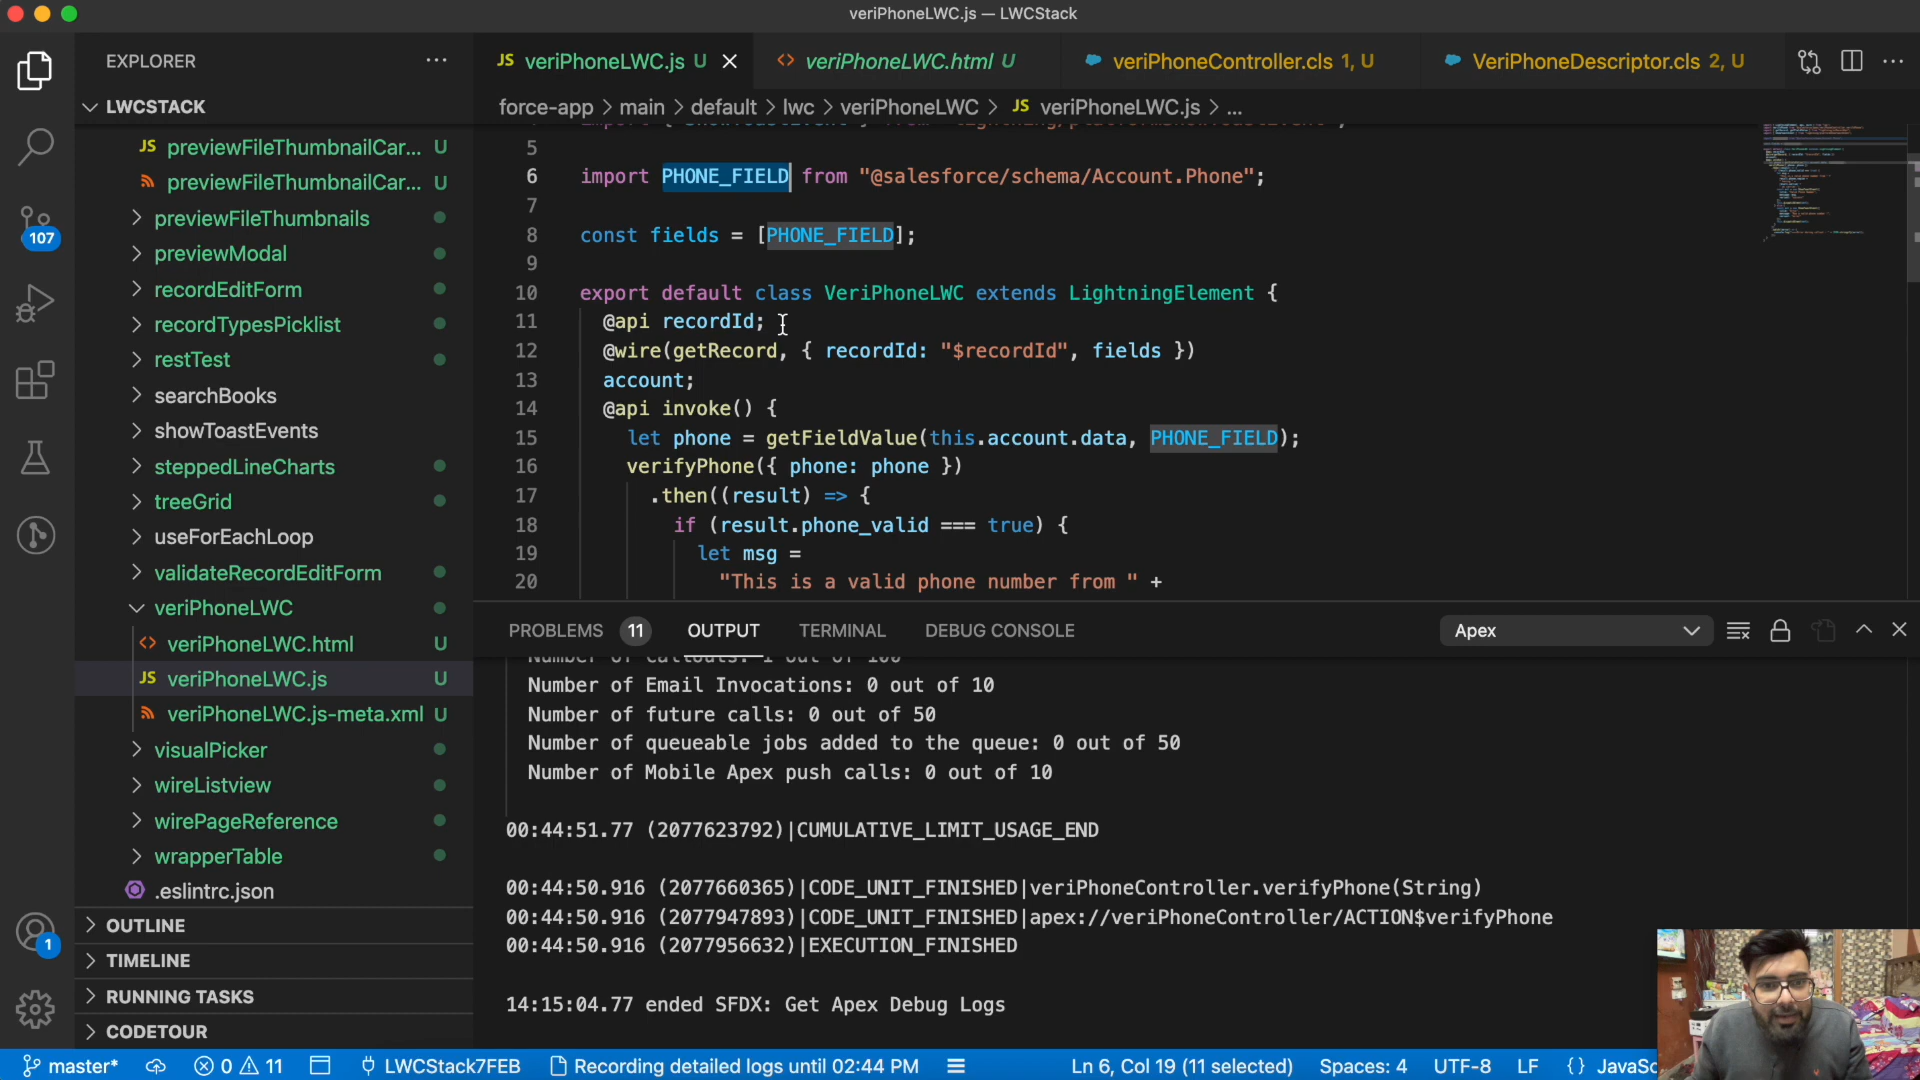 veriPhoneLWC.js — LWCStack
EXPLORER
JS veriPhoneLWC.js U
<> veriPhoneLWC.html U
veriPhoneController.cls 1, U
VeriPhoneDescriptor.cls 2, U
LWCSTACK
force-app > main > default > lwc > veriPhoneLWC > JS veriPhoneLWC.js > ...
JS previewFileThumbnailCar... U
previewFileThumbnailCar... U
previewFileThumbnails
previewModal
recordEditForm
recordTypesPicklist
restTest
searchBooks
showToastEvents
steppedLineCharts
treeGrid
useForEachLoop
validateRecordEditForm
veriPhoneLWC
<> veriPhoneLWC.html U
JS veriPhoneLWC.js U
veriPhoneLWC.js-meta.xml U
visualPicker
wireListview
wirePageReference
wrapperTable
.eslintrc.json
OUTLINE
TIMELINE
RUNNING TASKS
CODETOUR
107
1
5
6 import PHONE_FIELD from "@salesforce/schema/Account.Phone";
7
8 const fields = [PHONE_FIELD];
9
10 export default class VeriPhoneLWC extends LightningElement {
11 @api recordId;
12 @wire(getRecord, { recordId: "$recordId", fields })
13 account;
14 @api invoke() {
15 let phone = getFieldValue(this.account.data, PHONE_FIELD);
16 verifyPhone({ phone: phone })
17 .then((result) => {
18 if (result.phone_valid === true) {
19 let msg =
20 "This is a valid phone number from " +
PROBLEMS 11 OUTPUT TERMINAL DEBUG CONSOLE
Apex
Number of callouts: 1 out of 100
Number of Email Invocations: 0 out of 10
Number of future calls: 0 out of 50
Number of queueable jobs added to the queue: 0 out of 50
Number of Mobile Apex push calls: 0 out of 10
00:44:51.77 (2077623792)|CUMULATIVE_LIMIT_USAGE_END
00:44:50.916 (2077660365)|CODE_UNIT_FINISHED|veriPhoneController.verifyPhone(String)
00:44:50.916 (2077947893)|CODE_UNIT_FINISHED|apex://veriPhoneController/ACTION$verifyPhone
00:44:50.916 (2077956632)|EXECUTION_FINISHED
14:15:04.77 ended SFDX: Get Apex Debug Logs
master* 0 11 LWCStack7FEB Recording detailed logs until 02:44 PM Ln 6, Col 19 (11 selected) Spaces: 4 UTF-8 LF {} JavaSc